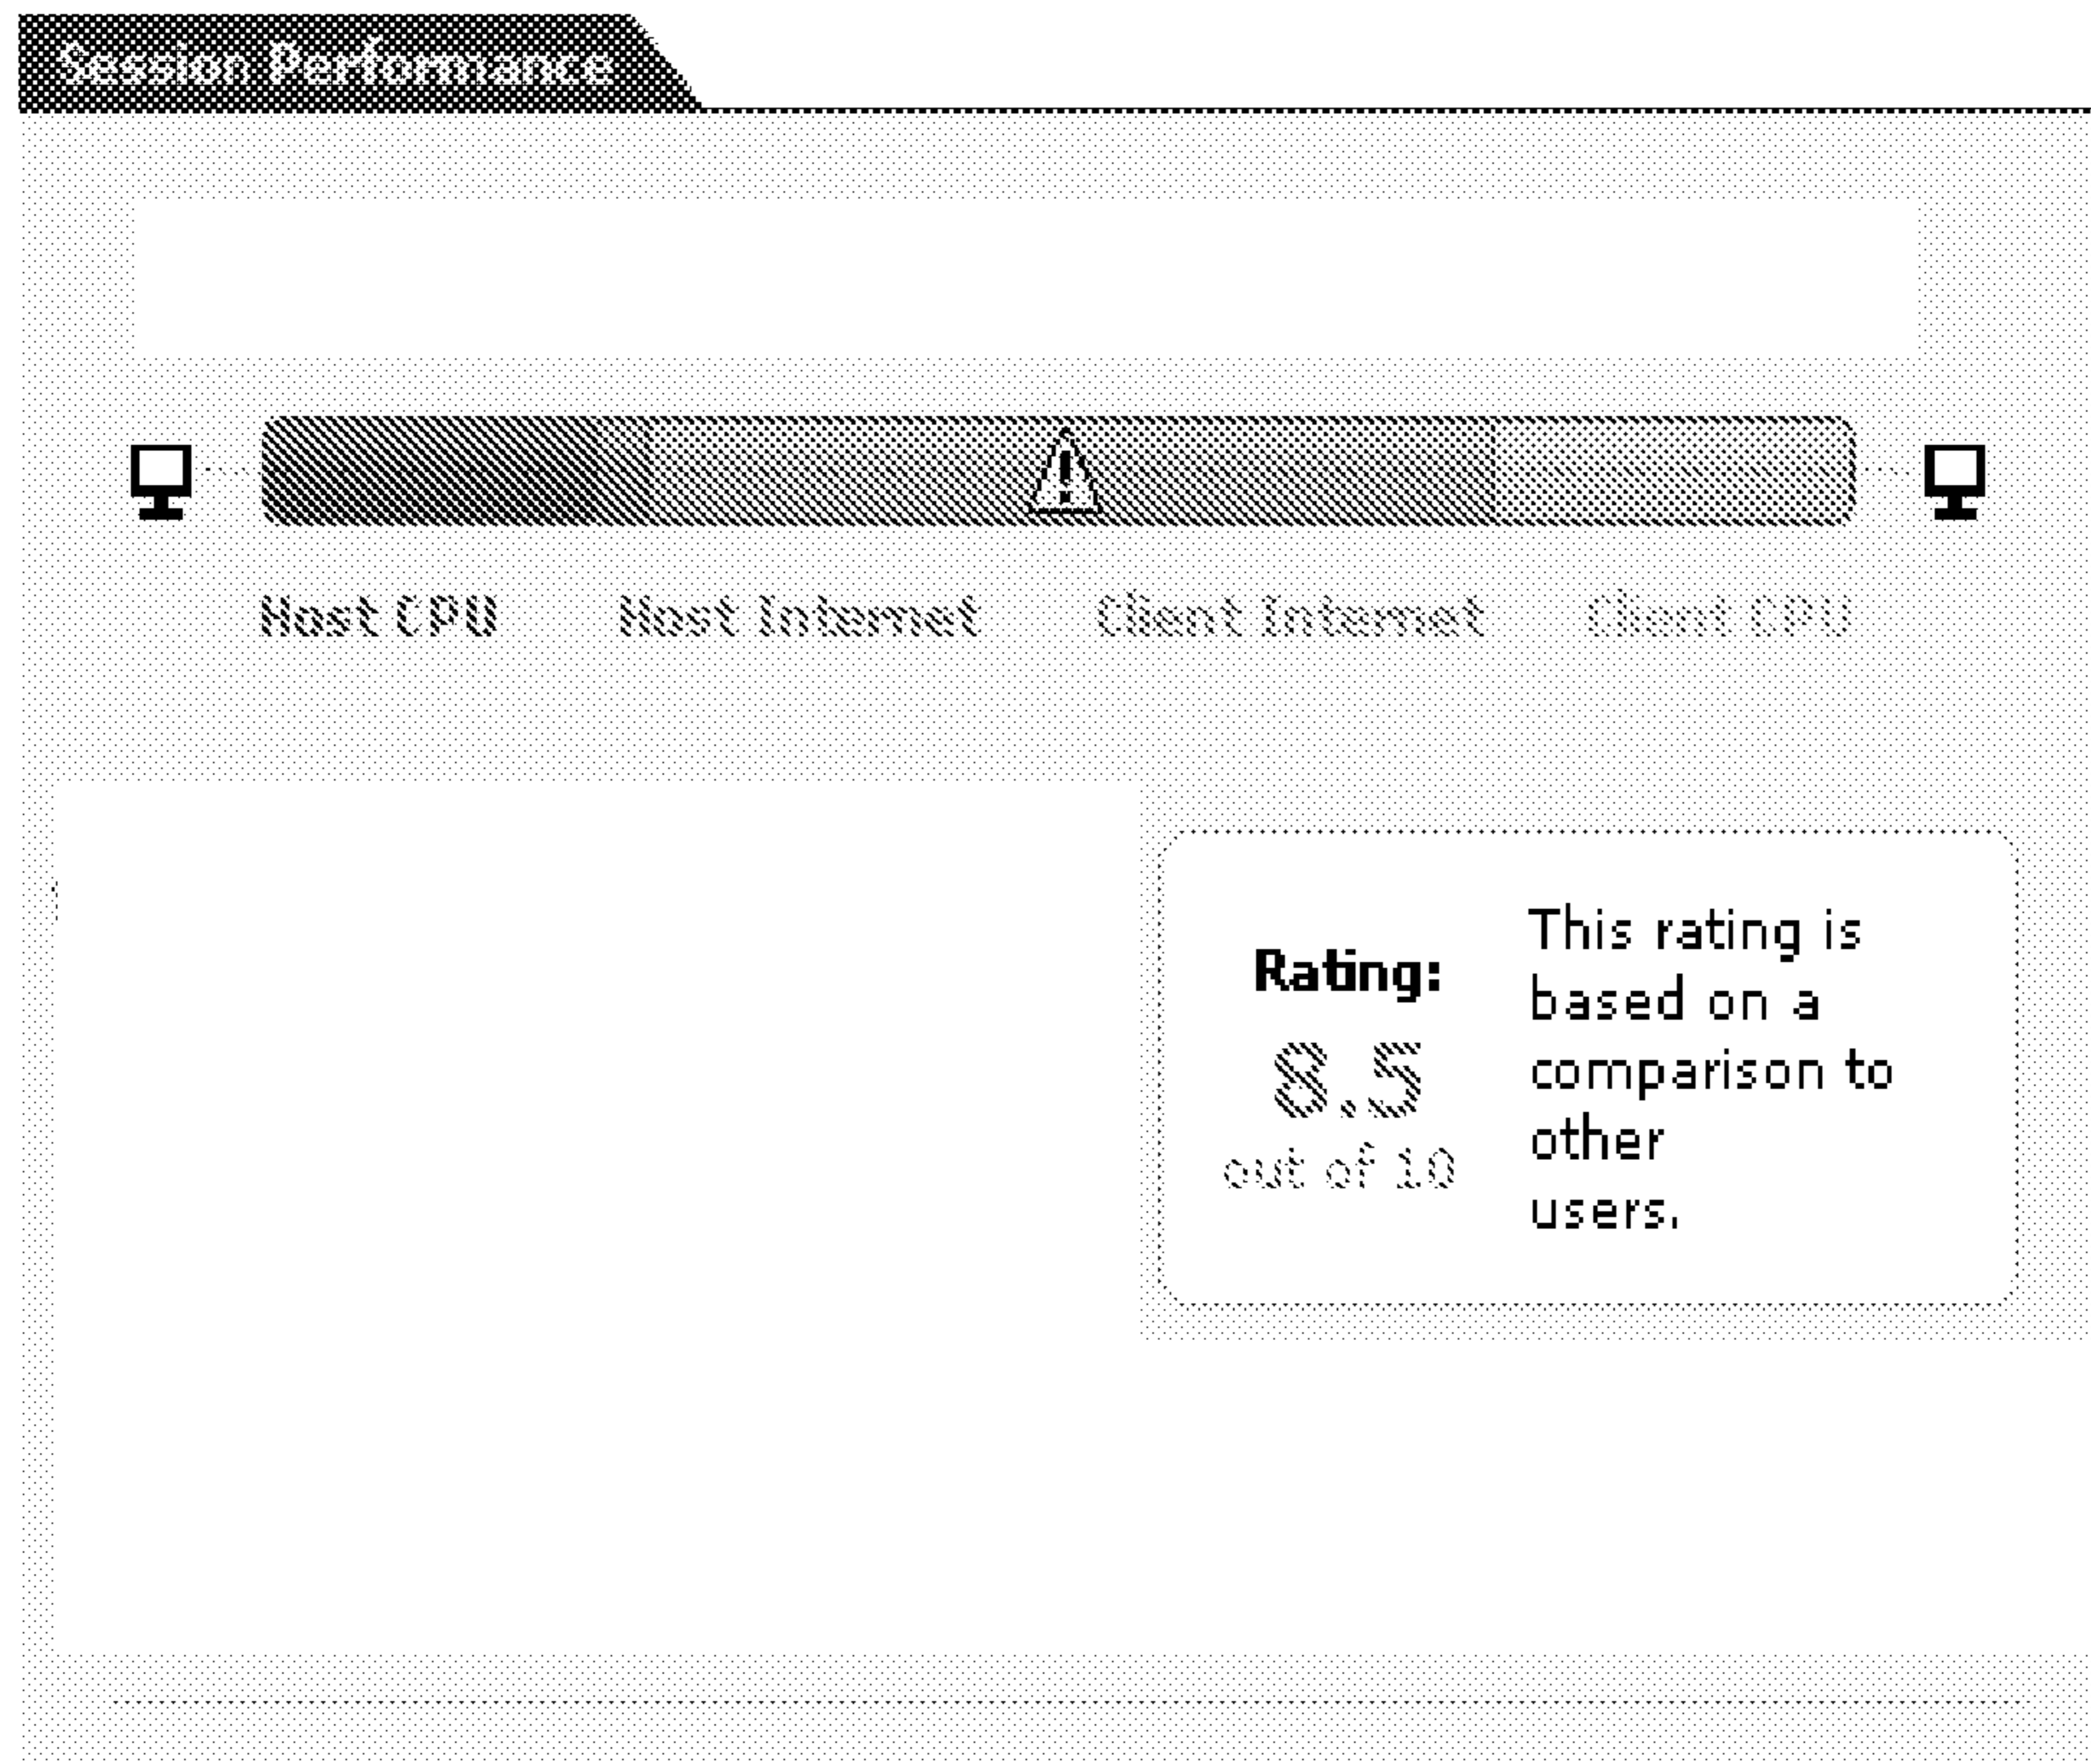 Session Performance
Host CPU Host Internet Client Internet Client CPU
Rating:
8.5
out of 10
This rating is
based on a
comparison to
other
users.